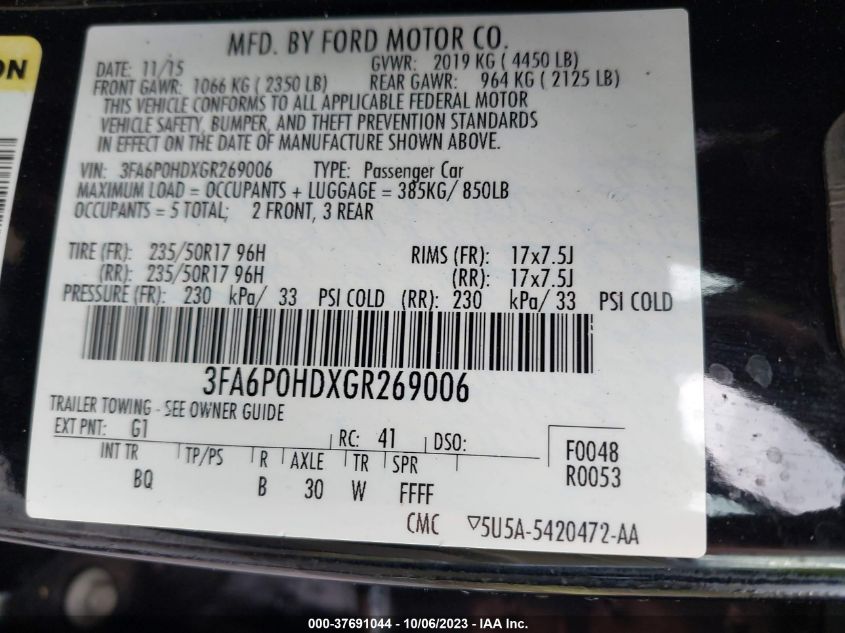 ON
MFD. BY FORD MOTOR CO.
DATE: 11/15 GVWR: 2019 KG ( 4450 LB)
FRONT GAWR: 1066 KG ( 2350 LB) REAR GAWR: 964 KG ( 2125 LB)
THIS VEHICLE CONFORMS TO ALL APPLICABLE FEDERAL MOTOR
VEHICLE SAFETY, BUMPER, AND THEFT PREVENTION STANDARDS
IN EFFECT ON THE DATE OF MANUFACTURE SHOWN ABOVE.
VIN: 3FA6P0HDXGR269006 TYPE: Passenger Car
MAXIMUM LOAD = OCCUPANTS + LUGGAGE = 385KG/ 850LB
OCCUPANTS = 5 TOTAL; 2 FRONT, 3 REAR
TIRE (FR): 235/50R17 96H RIMS (FR): 17x7.5J
(RR): 235/50R17 96H (RR): 17x7.5J
PRESSURE (FR): 230 kPa/ 33 PSI COLD (RR): 230 kPa/ 33 PSI COLD
3FA6P0HDXGR269006
TRAILER TOWING - SEE OWNER GUIDE
EXT PNT: G1 RC: 41 DSO: F0048
INT TR TP/PS R AXLE TR SPR R0053
BQ B 30 W FFFF
CMC ▽5U5A-5420472-AA
000-37691044 - 10/06/2023 - IAA Inc.